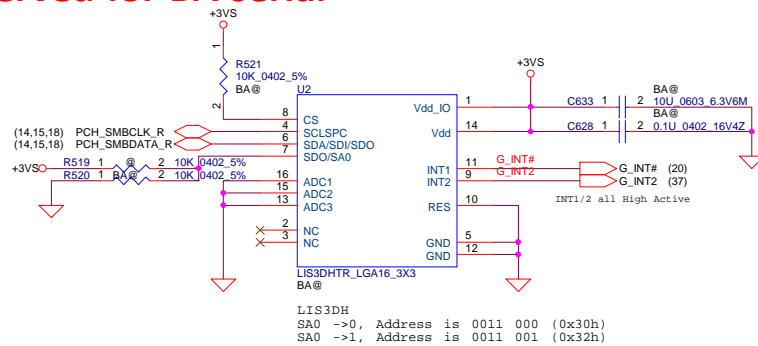 +3VS
1
R521
10K_0402_5%
BA@
2
U2
8 CS
4 SCLSPC
6 SDA/SDI/SDO
7 SDO/SA0
16 ADC1
15 ADC2
13 ADC3
2 NC
3 NC
Vdd_IO 1
Vdd 14
INT1 11
INT2 9
RES 10
GND 5
GND 12
LIS3DHTR_LGA16_3X3
BA@
(14,15,18) PCH_SMBCLK_R
(14,15,18) PCH_SMBDATA_R
+3VS R519 1 @ 2 10K_0402_5%
R520 1 BA@ 2 10K_0402_5%
+3VS
BA@
C633 1 2 10U_0603_6.3V6M
BA@
C628 1 2 0.1U_0402_16V4Z
G_INT# G_INT# (20)
G_INT2 G_INT2 (37)
INT1/2 all High Active
LIS3DH
SA0 ->0, Address is 0011 000 (0x30h)
SA0 ->1, Address is 0011 001 (0x32h)